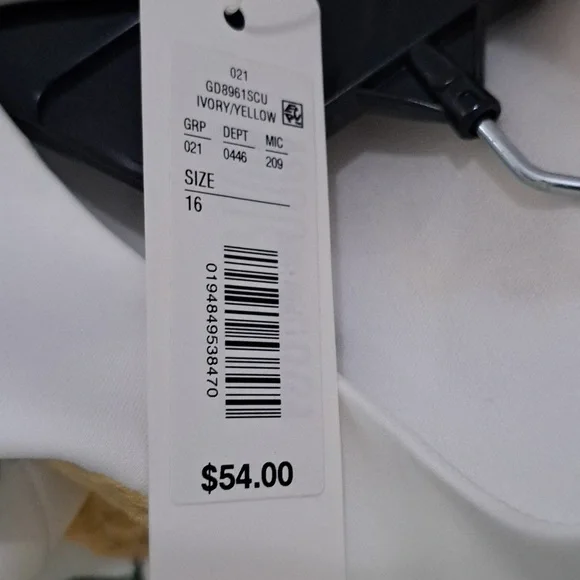 021
GD8961SCU
IVORY/YELLOW
GRP DEPT MIC
021 0446 209
SIZE
16
0194849538470
$54.00